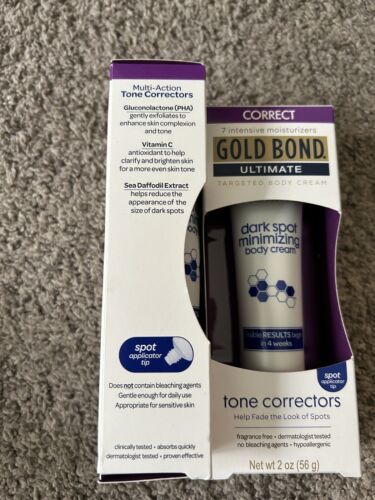 Multi-Action
Tone Correctors
Gluconolactone (PHA)
gently exfoliates to
enhance skin complexion
and tone
Vitamin C
antioxidant to help
clarify and brighten skin
for a more even skin tone
Sea Daffodil Extract
helps reduce the
appearance of the
size of dark spots
spot
applicator
tip
Does not contain bleaching agents
Gentle enough for daily use
Appropriate for sensitive skin
clinically tested • absorbs quickly
dermatologist tested • proven effective
CORRECT
7 intensive moisturizers
GOLD BOND
ULTIMATE
TARGETED BODY CREAM
dark spot
minimizing
body cream
visible RESULTS begin
in 4 weeks
spot
applicator
tip
tone correctors
Help Fade the Look of Spots
fragrance free • dermatologist tested
no bleaching agents • hypoallergenic
Net wt 2 oz (56 g)